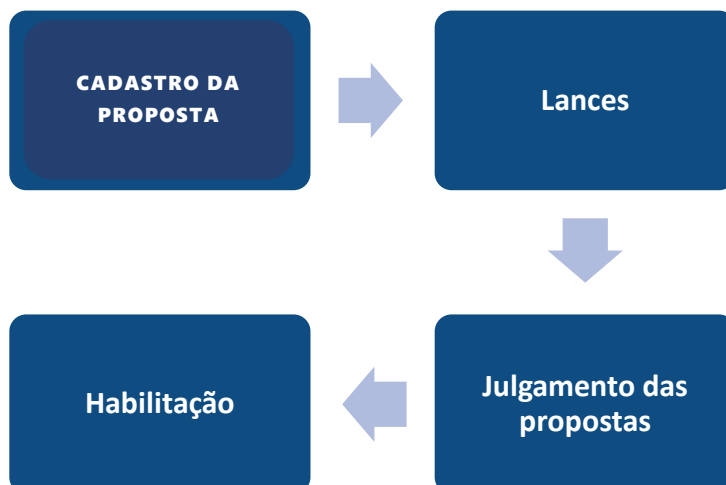 CADASTRO DA
PROPOSTA
Lances
Julgamento das
propostas
Habilitação